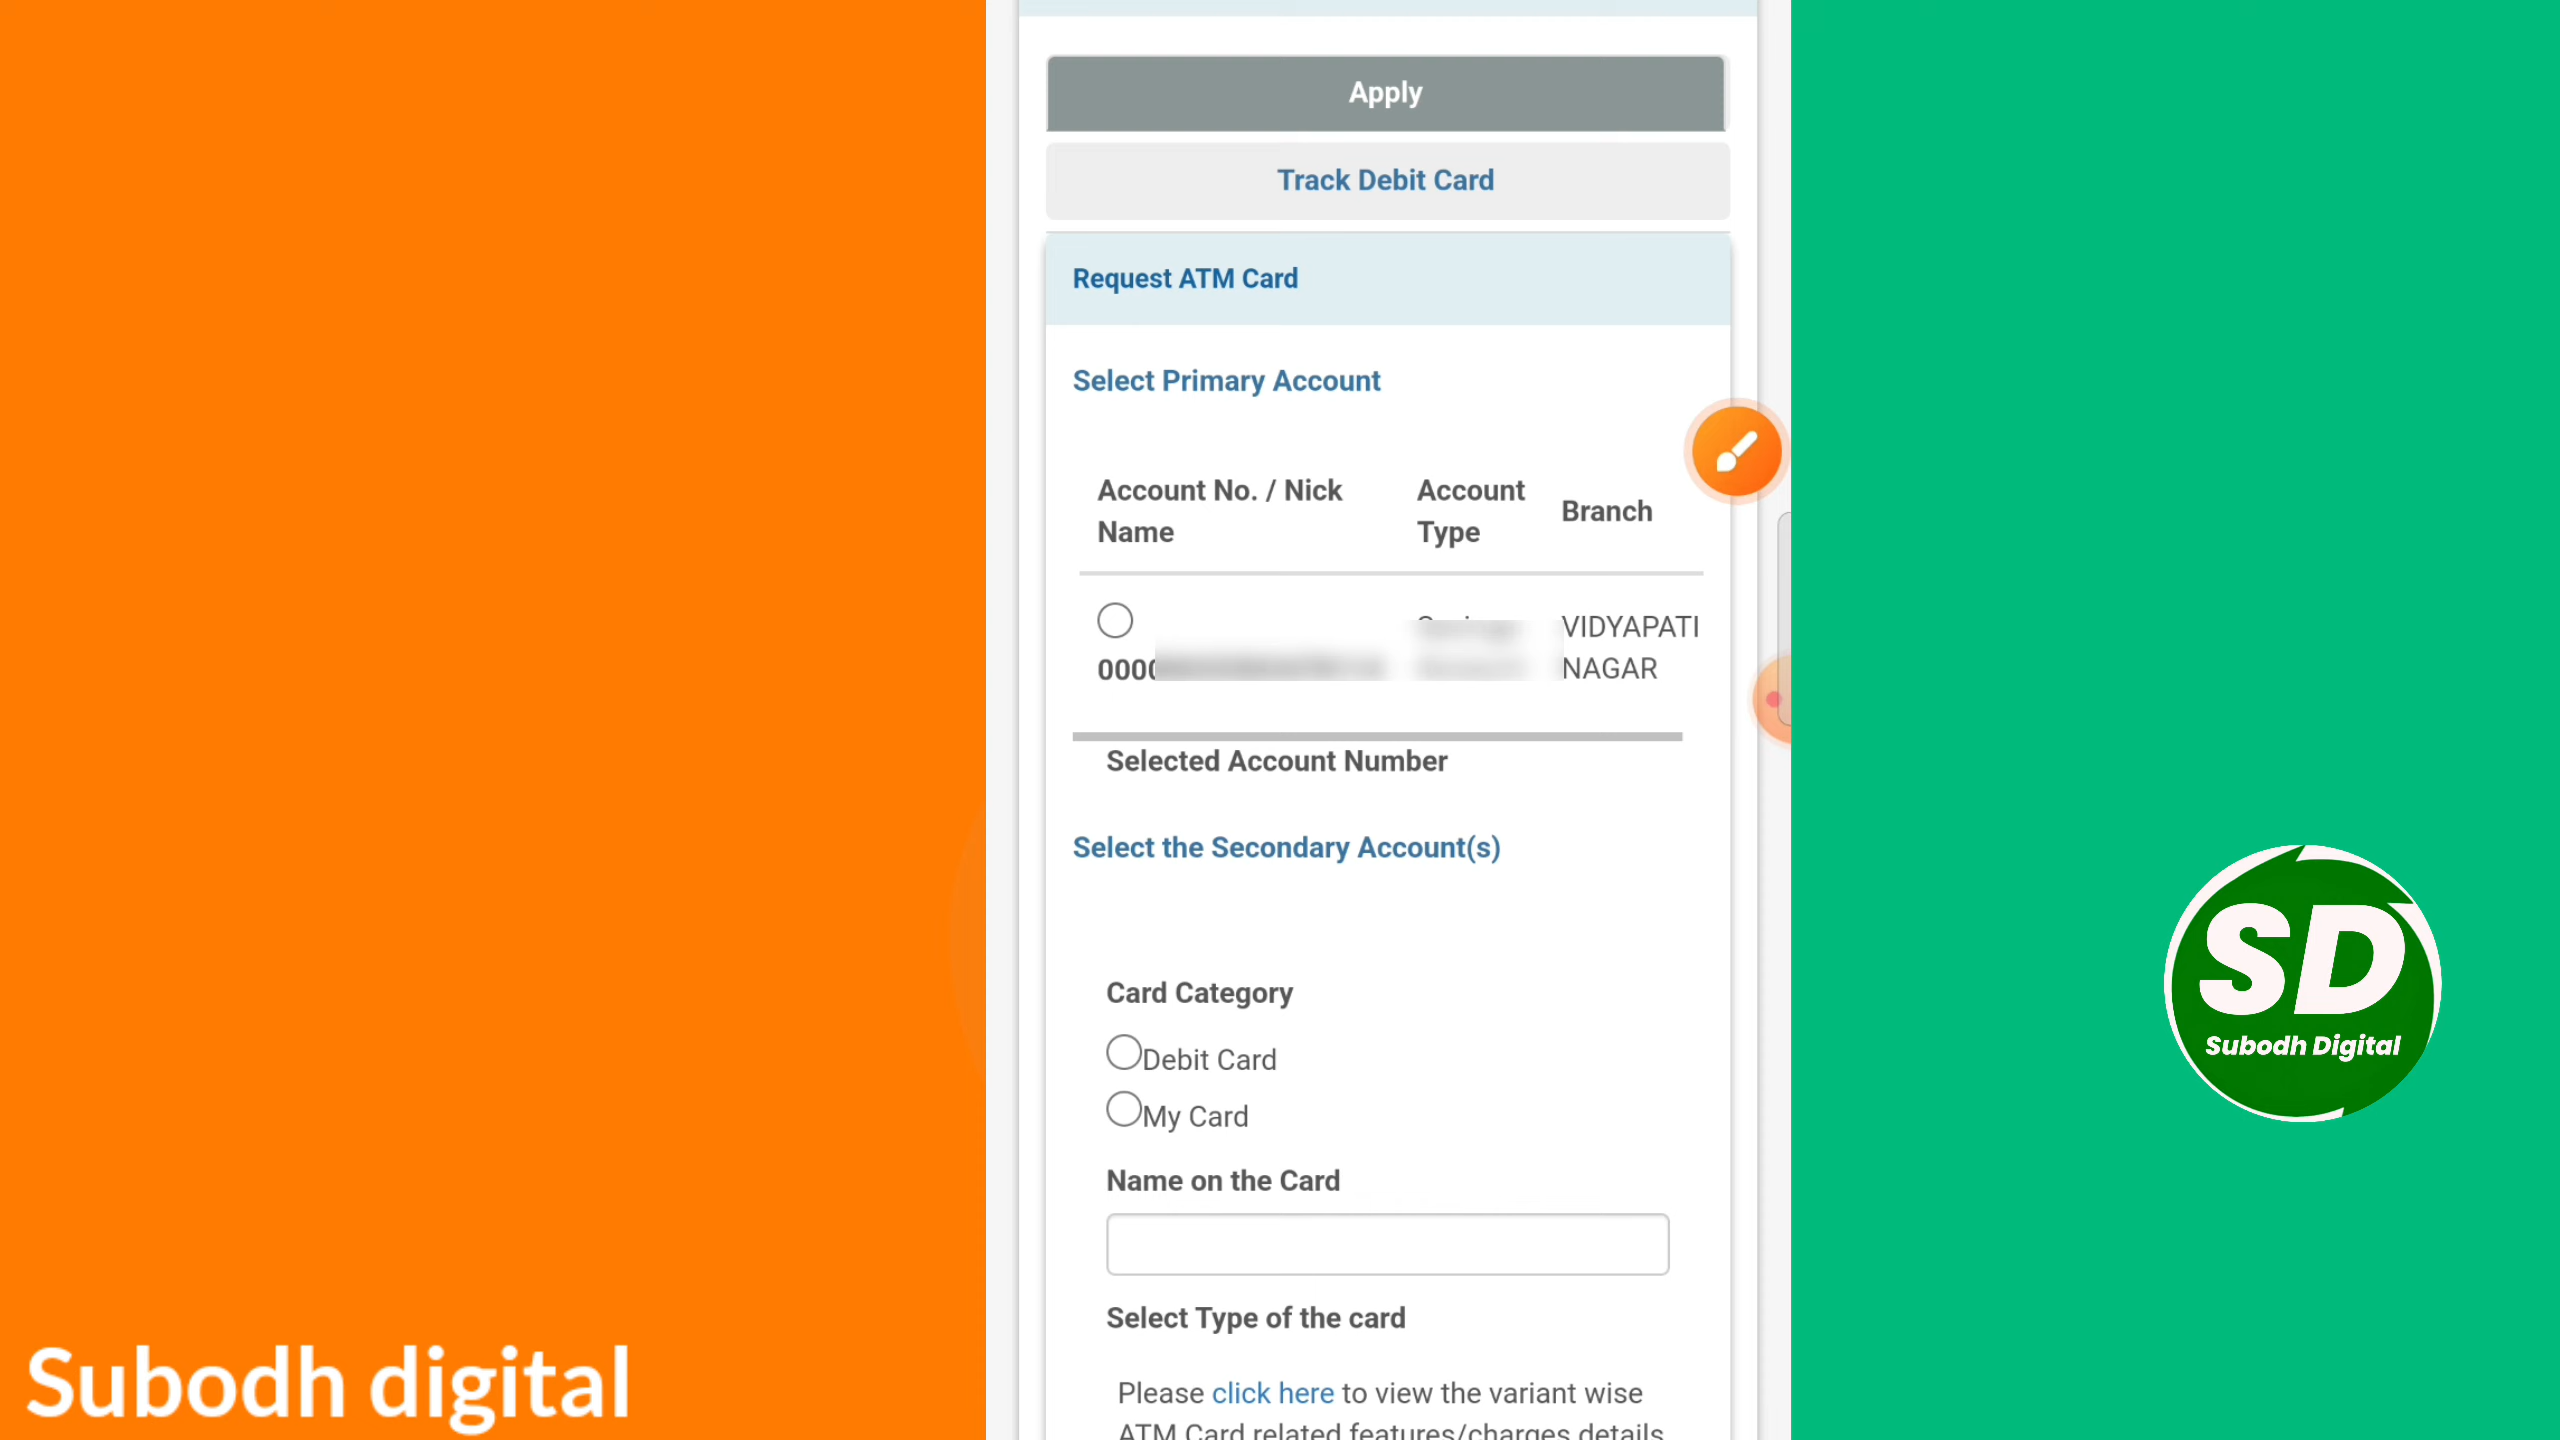 Apply
Track Debit Card
Request ATM Card
Select Primary Account
Account No. / Nick Name
Account Type
Branch
VIDYAPATI
NAGAR
Selected Account Number
Select the Secondary Account(s)
Card Category
Debit Card
My Card
Name on the Card
Select Type of the card
Please click here to view the variant wise
ATM Card related features/charges details
SD
Subodh Digital
Subodh digital